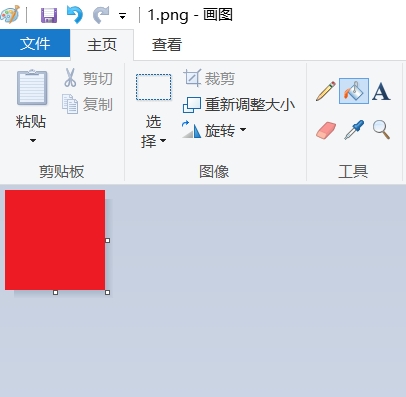 1.png - 画图
文件 主页 查看
粘贴
剪切
复制
剪贴板
选择
裁剪
重新调整大小
旋转
图像
A
工具